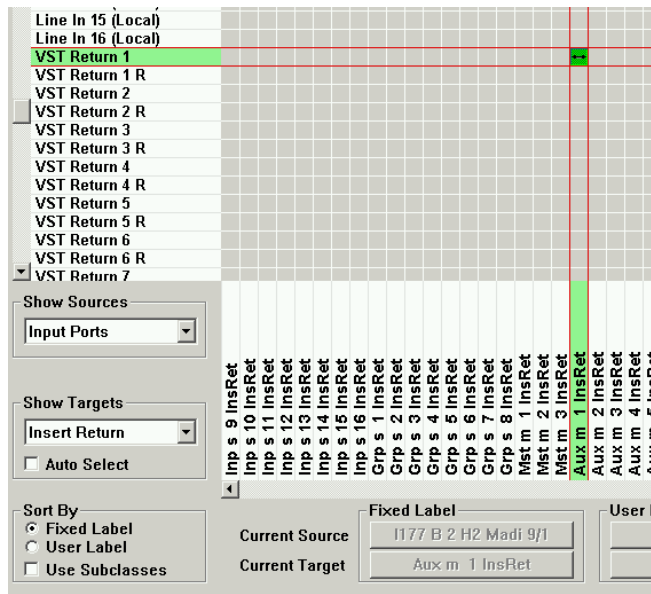 Line In 15 (Local)
Line In 16 (Local)
VST Return 1
VST Return 1 R
VST Return 2
VST Return 2 R
VST Return 3
VST Return 3 R
VST Return 4
VST Return 4 R
VST Return 5
VST Return 5 R
VST Return 6
VST Return 6 R
VST Return 7
Show Sources
Input Ports
Show Targets
Insert Return
Auto Select
Inp s 9 InsRet
Inp s 10 InsRet
Inp s 11 InsRet
Inp s 12 InsRet
Inp s 13 InsRet
Inp s 14 InsRet
Inp s 15 InsRet
Inp s 16 InsRet
Grp s 1 InsRet
Grp s 2 InsRet
Grp s 3 InsRet
Grp s 4 InsRet
Grp s 5 InsRet
Grp s 6 InsRet
Grp s 7 InsRet
Grp s 8 InsRet
Mst m 1 InsRet
Mst m 2 InsRet
Mst m 3 InsRet
Aux m 1 InsRet
Aux m 2 InsRet
Aux m 3 InsRet
Aux m 4 InsRet
Aux m 5 InsRet
Sort By
Fixed Label
User Label
Use Subclasses
Fixed Label
User
Current Source
I177 B 2 H2 Madi 9/1
Current Target
Aux m 1 InsRet